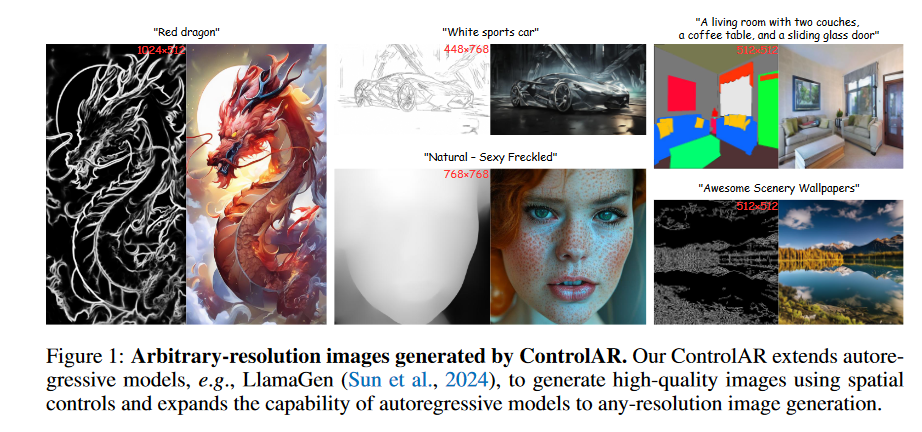 "Red dragon"
1024×512
"White sports car"
448×768
"Natural – Sexy Freckled"
768×768
"A living room with two couches,
a coffee table, and a sliding glass door"
512×512
"Awesome Scenery Wallpapers"
512×512
Figure 1: Arbitrary-resolution images generated by ControlAR. Our ControlAR extends autore-
gressive models, e.g., LlamaGen (Sun et al., 2024), to generate high-quality images using spatial
controls and expands the capability of autoregressive models to any-resolution image generation.